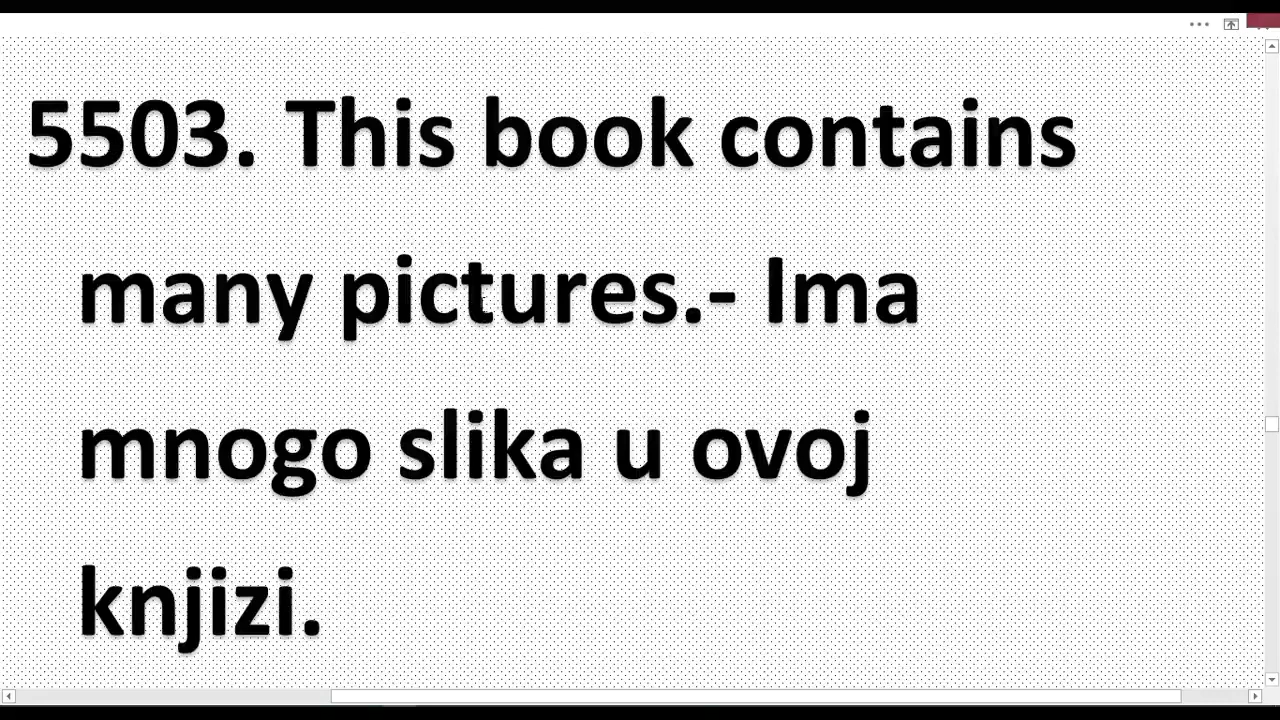 5503. This book contains
many pictures.- Ima
mnogo slika u ovoj
knjizi.